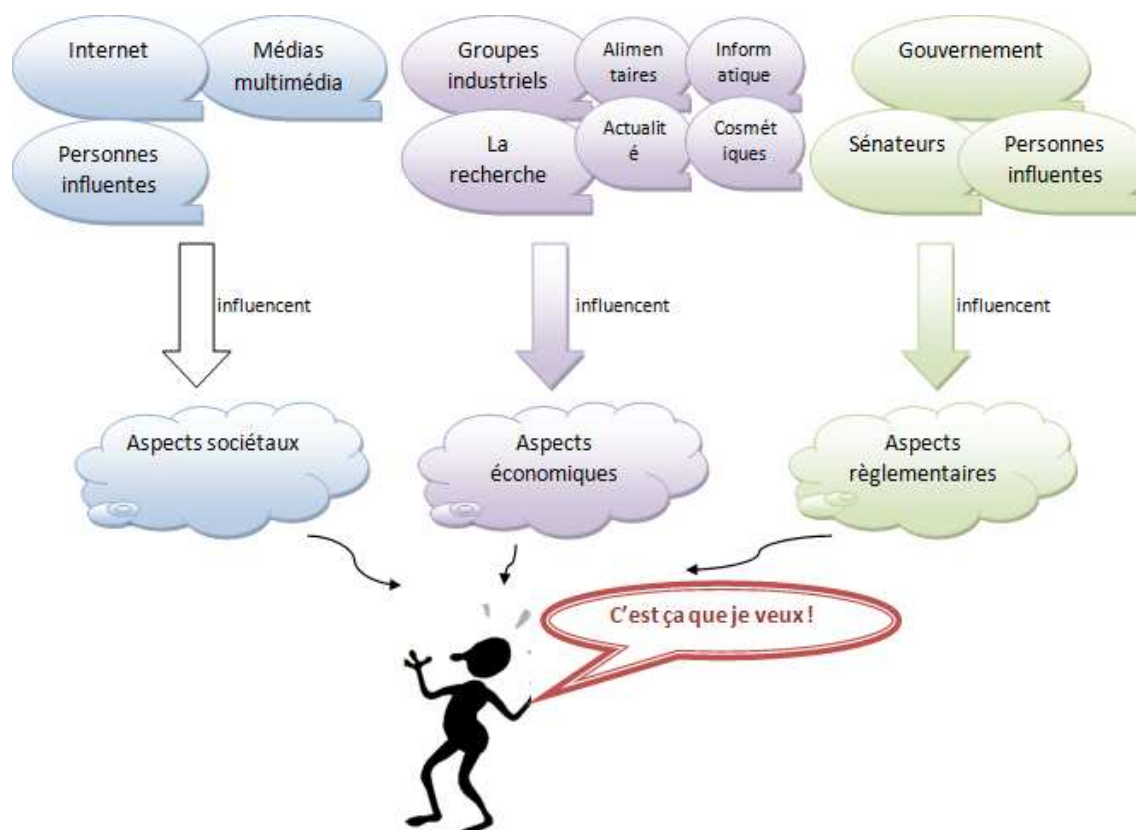 Internet
Médias
multimédia
Personnes
influentes
Groupes
industriels
Alimen
taires
Inform
atique
La
recherche
Actualit
é
Cosmét
iques
Gouvernement
Sénateurs
Personnes
influentes
influencent
influencent
influencent
Aspects sociétaux
Aspects
économiques
Aspects
règlementaires
C'est ça que je veux !